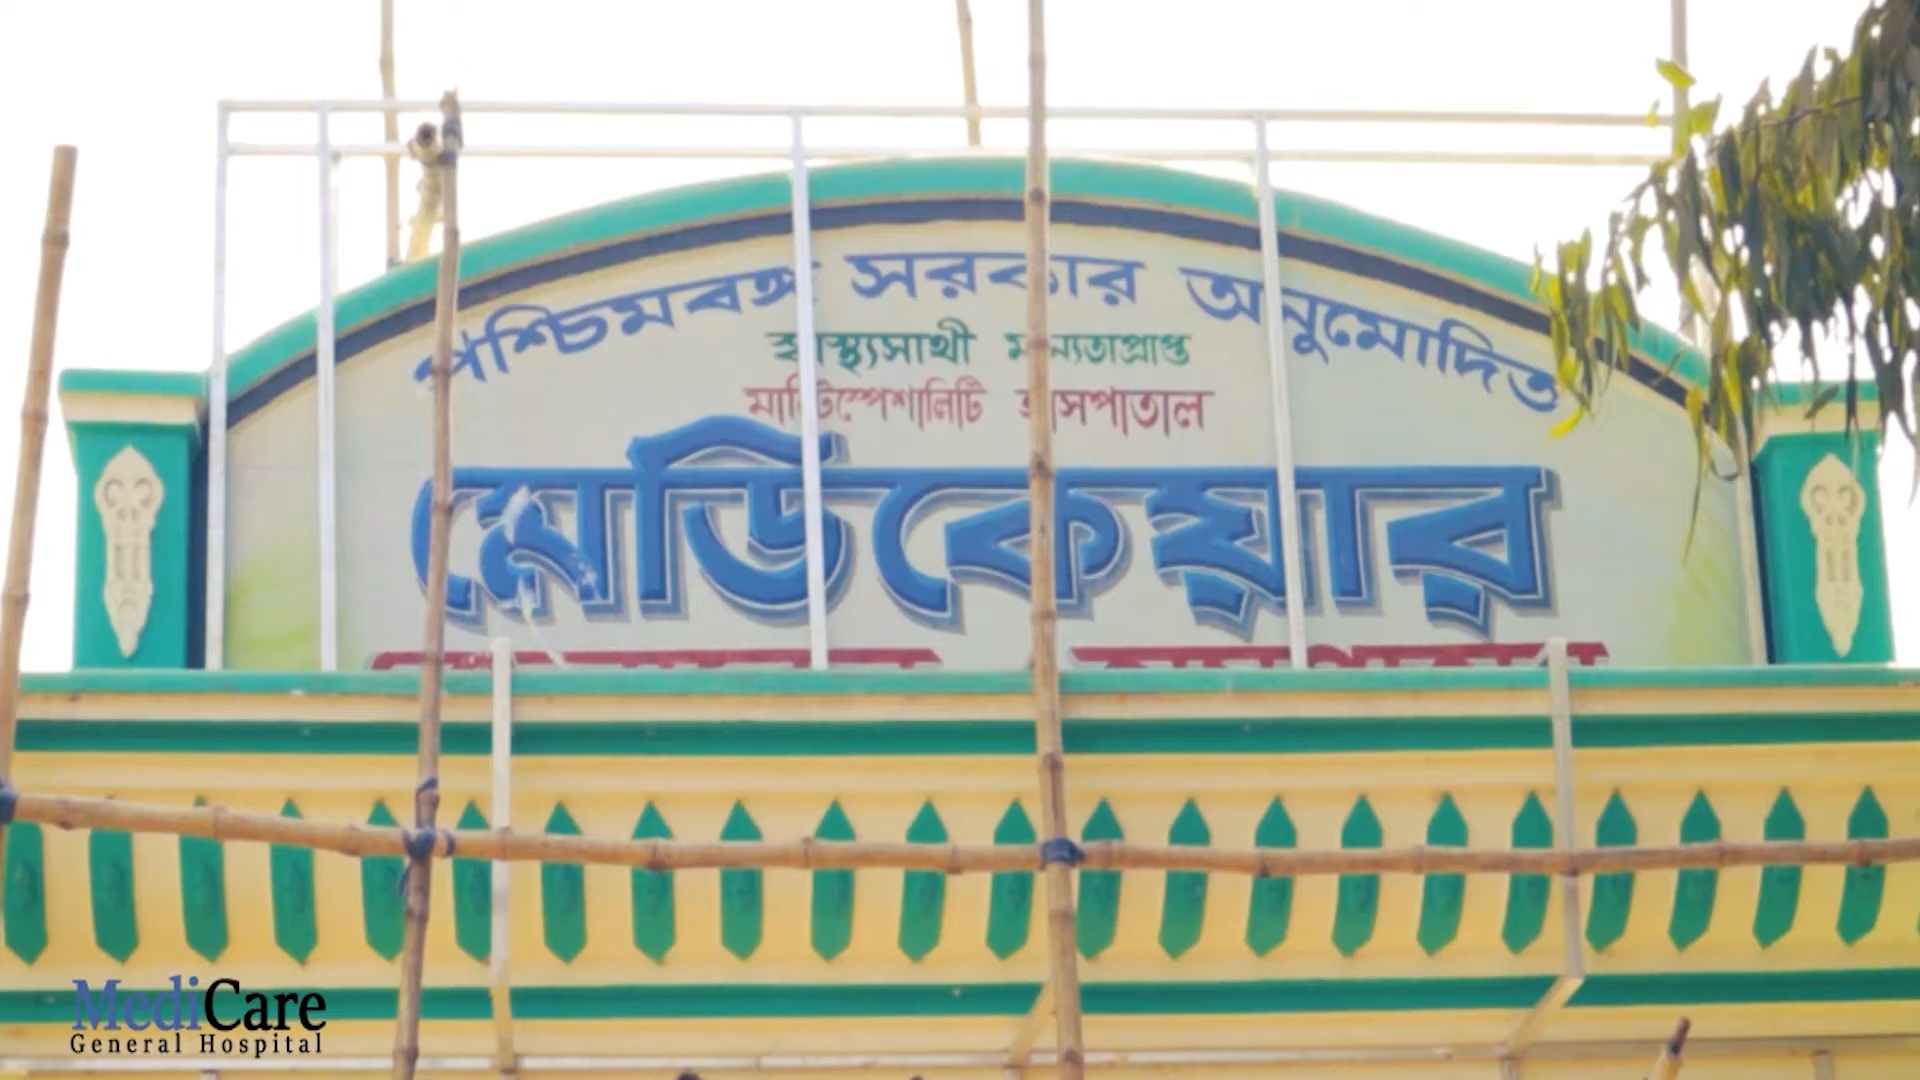 পশ্চিমবঙ্গ সরকার অনুমোদিত
স্বাস্থ্যসাথী মান্যতাপ্রাপ্ত
মাল্টিস্পেশালিটি হাসপাতাল
মেডিকেয়ার
MediCare
General Hospital